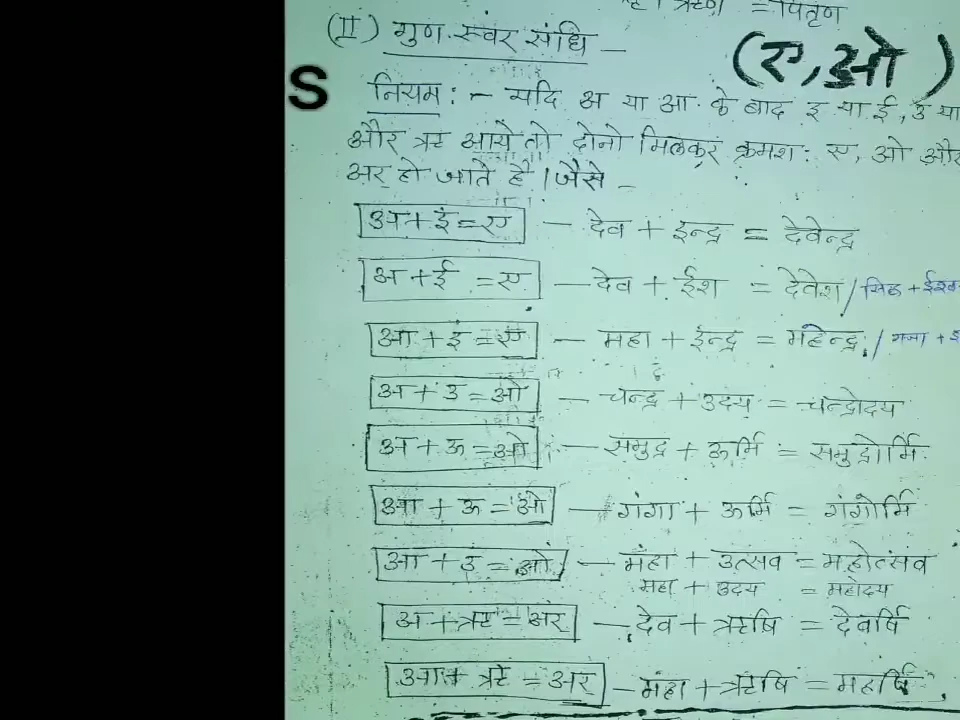 ऋण = पितृण
(II) गुण स्वर संधि –
(ए, ओ)
S
नियम :- यदि अ या आ के बाद इ या ई, उ या
और ऋ आये तो दोनो मिलकर क्रमश: ए, ओ और
अर् हो जाते है। जैसे –
अ + इ = ए – देव + इन्द्र = देवेन्द्र
अ + ई = ए – देव + ईश = देवेश /
आ + इ = ए – महा + ईन्द्र = महेन्द्र /
अ + उ = ओ – चन्द्र + उदय = चन्द्रोदय
अ + ऊ = ओ – समुद्र + ऊर्मि = समुद्रोर्मि
आ + ऊ = ओ – गंगा + ऊर्मि = गंगोर्मि
आ + उ = ओ – महा + उत्सव = महोत्सव
महा + उदय = महोदय
अ + ऋ = अर् – देव + ऋषि = देवर्षि
आ + ऋ = अर् – महा + ऋषि = महर्षि